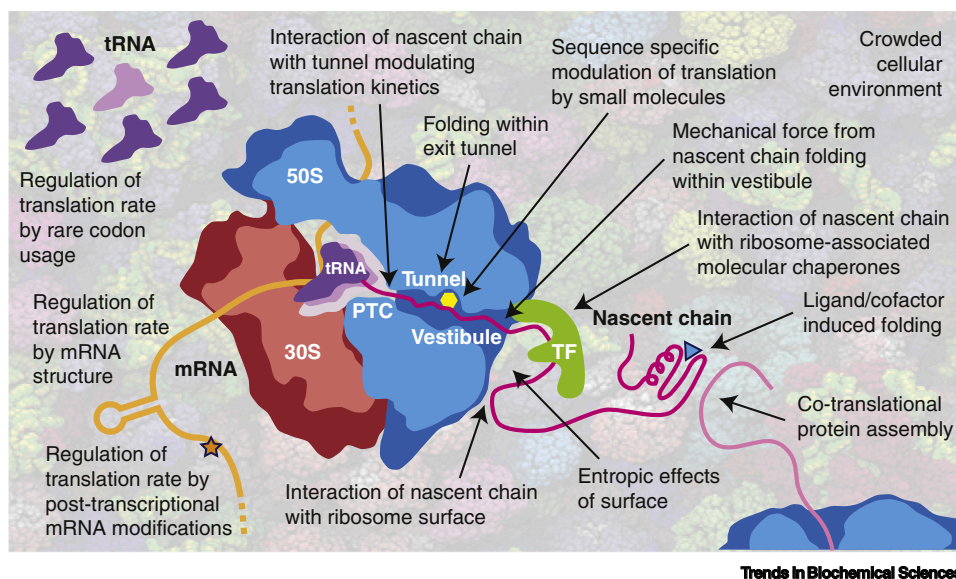 tRNA
Interaction of nascent chain
with tunnel modulating
translation kinetics
Sequence specific
modulation of translation
by small molecules
Crowded
cellular
environment
Folding within
exit tunnel
Mechanical force from
nascent chain folding
within vestibule
Regulation of
translation rate
by rare codon
usage
50S
Interaction of nascent chain
with ribosome-associated
molecular chaperones
tRNA
Tunnel
PTC
Vestibule
Nascent chain
Ligand/cofactor
induced folding
Regulation of
translation rate
by mRNA
structure
mRNA
30S
TF
Co-translational
protein assembly
Regulation of
translation rate by
post-transcriptional
mRNA modifications
Interaction of nascent chain
with ribosome surface
Entropic effects
of surface
Trends in Biochemical Sciences